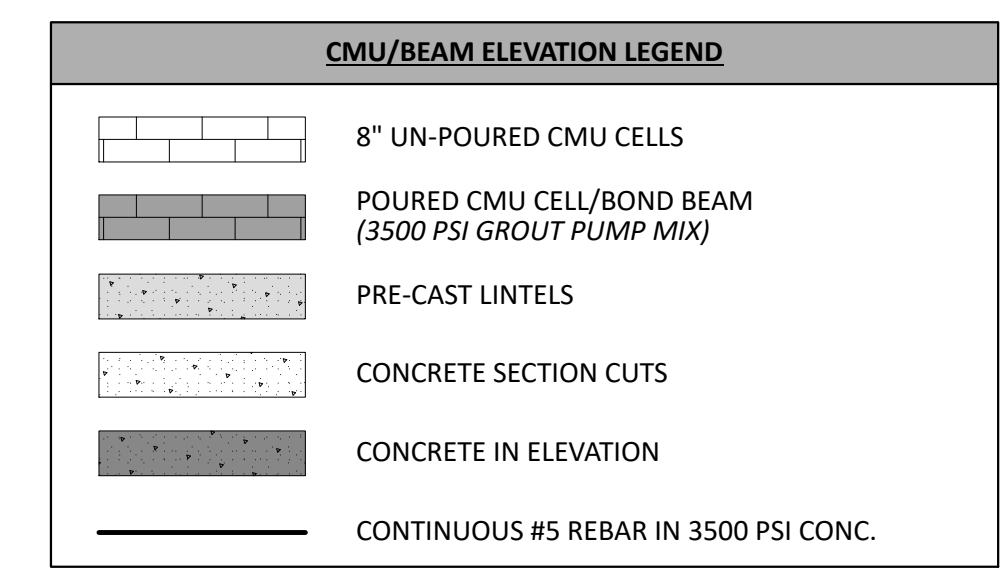 CMU/BEAM ELEVATION LEGEND
8" UN-POURED CMU CELLS
POURED CMU CELL/BOND BEAM
(3500 PSI GROUT PUMP MIX)
PRE-CAST LINTELS
CONCRETE SECTION CUTS
CONCRETE IN ELEVATION
CONTINUOUS #5 REBAR IN 3500 PSI CONC.